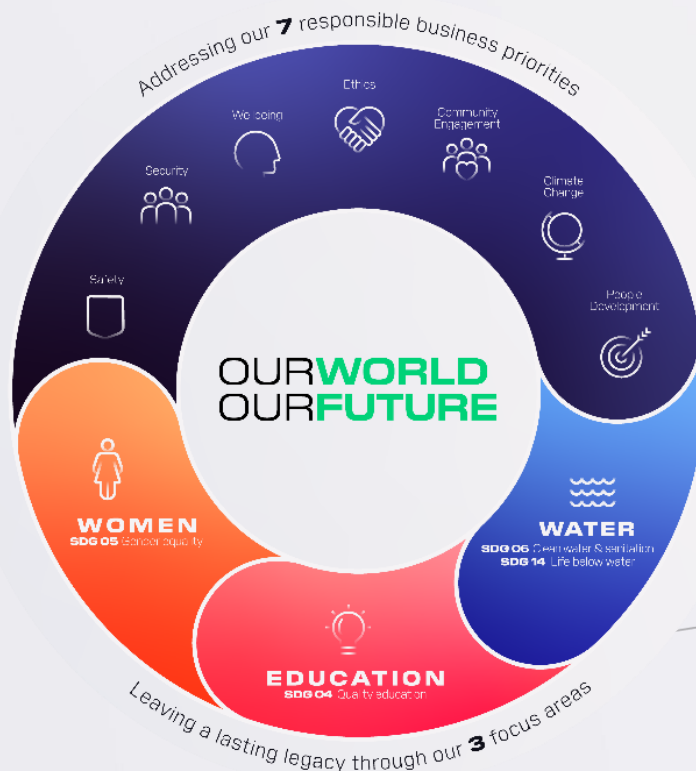 Addressing our 7 responsible business priorities
Safety
Security
Wellbeing
Ethics
Community
Engagement
Climate
Change
People
Development
OURWORLD
OURFUTURE
WOMEN
SDG 05 Gender equality
EDUCATION
SDG 04 Quality education
WATER
SDG 06 Clean water & sanitation
SDG 14 Life below water
Leaving a lasting legacy through our 3 focus areas